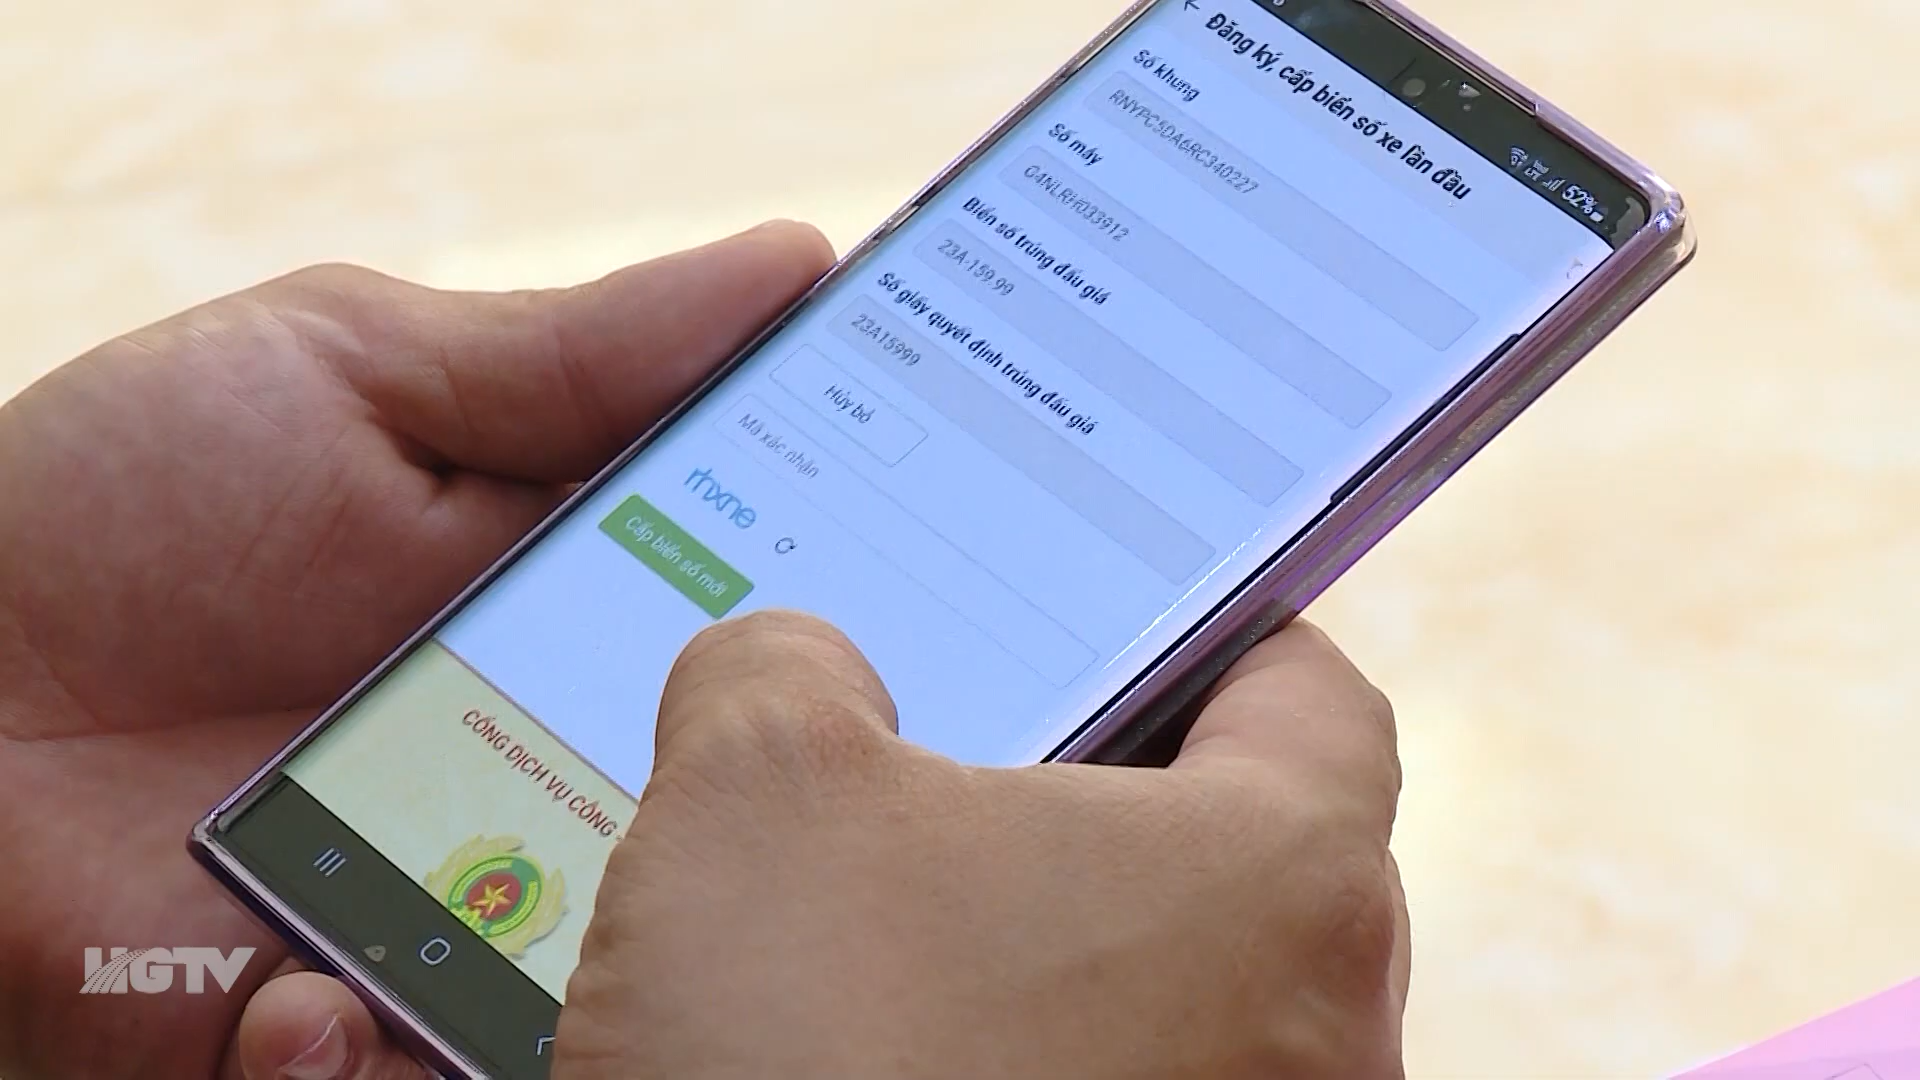 52%
Đăng ký, cấp biển số xe lần đầu
Số khung
RNYPC5DA6RC340227
Số máy
G4NLRH033912
Biển số trúng đấu giá
23A-159.99
Số giấy quyết định trúng đấu giá
23A15999
Hủy bỏ
Mã xác nhận
rhxne
Cấp biển số mới
CỔNG DỊCH VỤ CÔNG -
HGTV